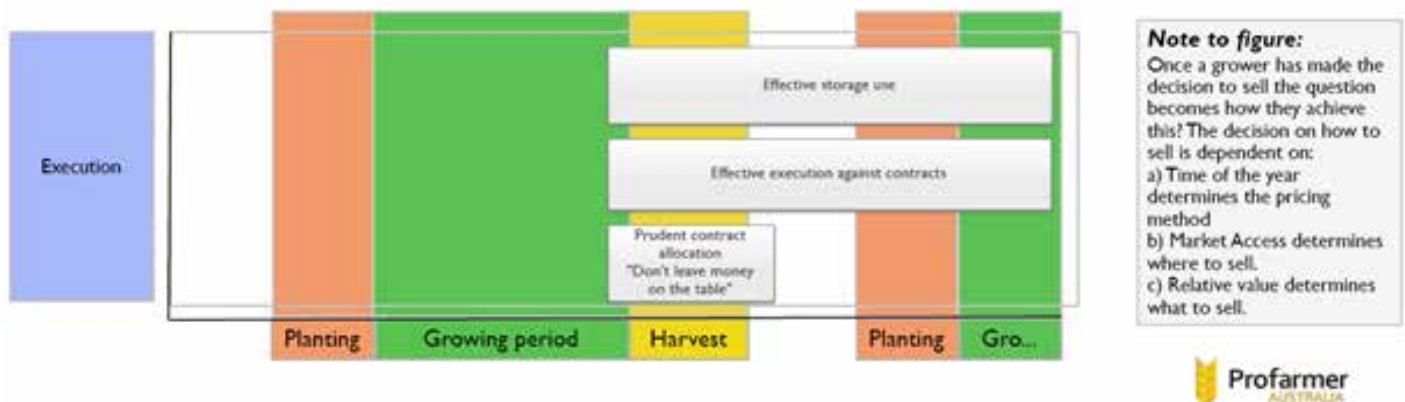 Execution
Effective storage use
Effective execution against contracts
Prudent contract
allocation
"Don't leave money
on the table"
Planting
Growing period
Harvest
Planting
Gro...
Note to figure:
Once a grower has made the
decision to sell the question
becomes how they achieve
this? The decision on how to
sell is dependent on:
a) Time of the year
determines the pricing
method
b) Market Access determines
where to sell.
c) Relative value determines
what to sell.
Profarmer
AUSTRALIA